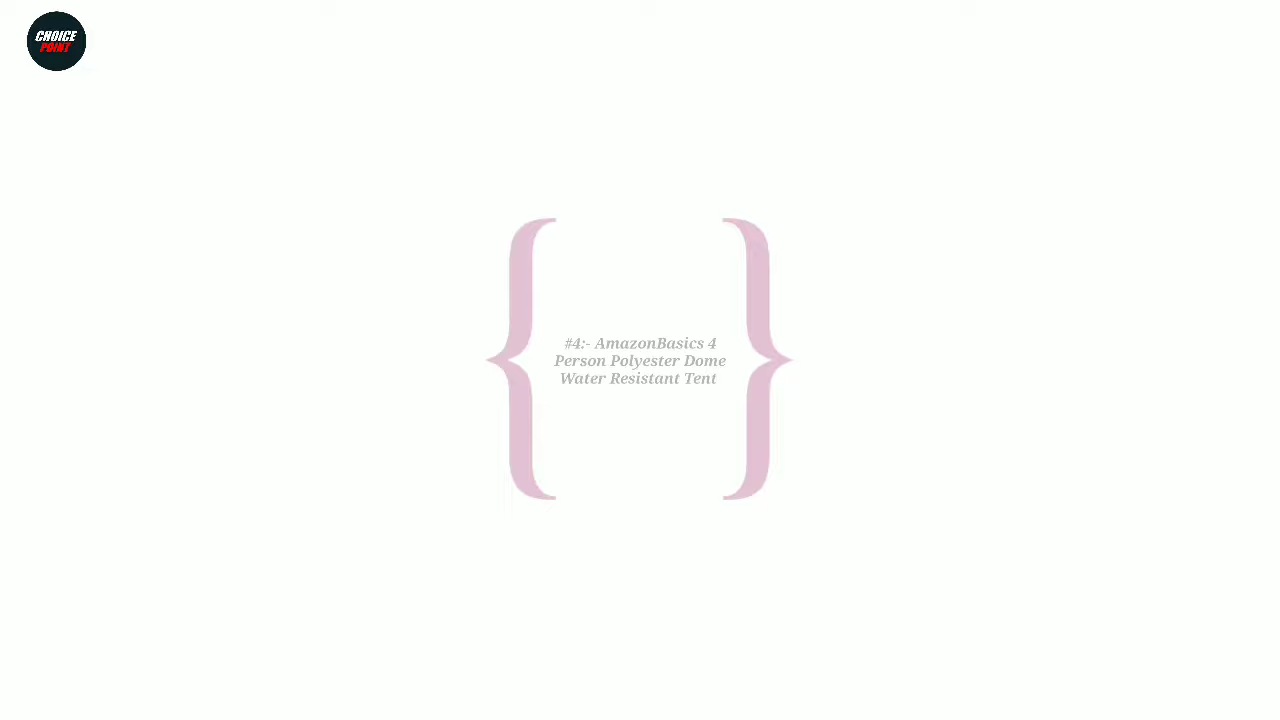 CHOICE
POINT
#4:- AmazonBasics 4
Person Polyester Dome
Water Resistant Tent